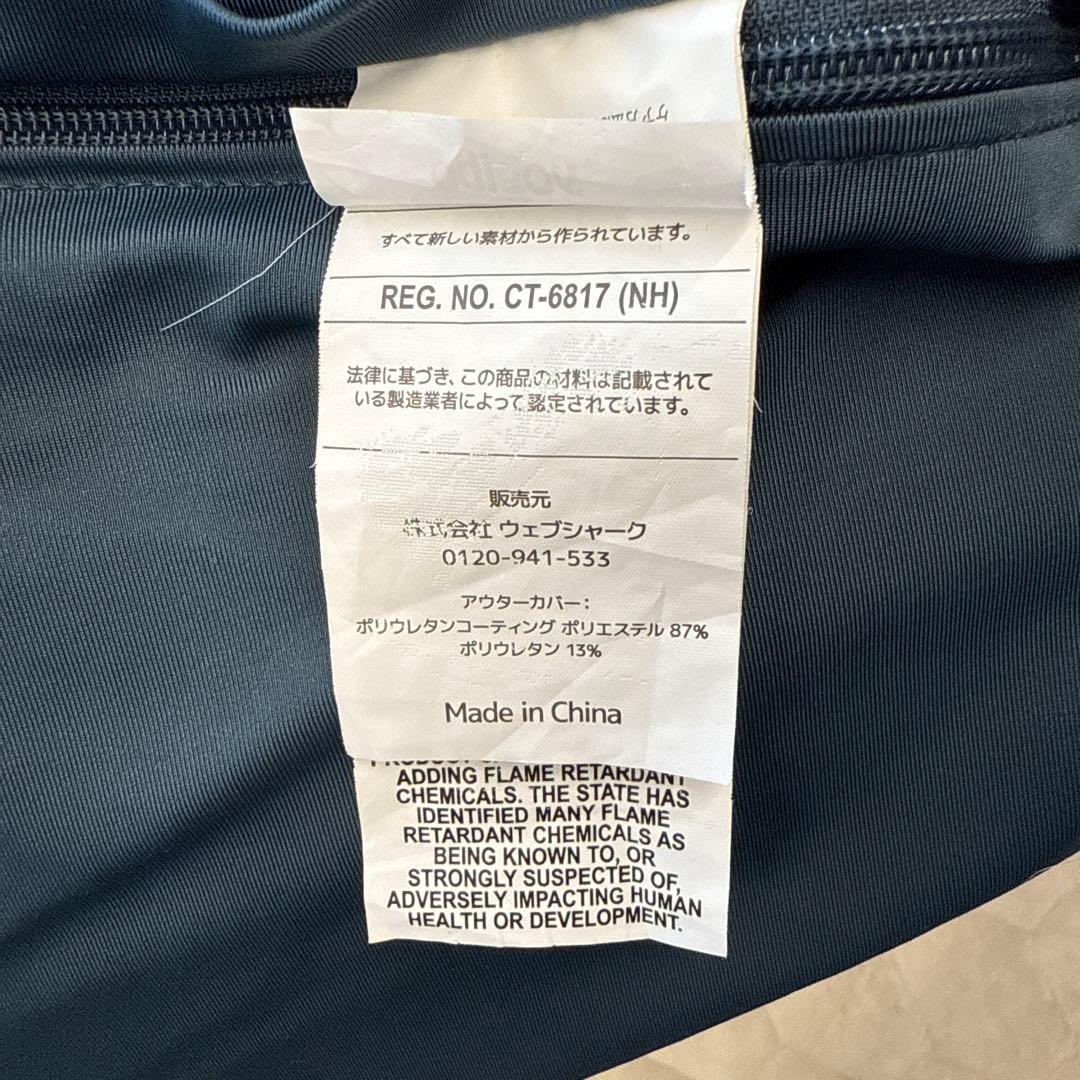 すべて新しい素材から作られています。
REG. NO. CT-6817 (NH)
法律に基づき、この商品の材料は記載されて
いる製造業者によって認定されています。
販売元
株式会社 ウェブシャーク
0120-941-533
アウターカバー：
ポリウレタンコーティング ポリエステル 87%
ポリウレタン 13%
Made in China
ADDING FLAME RETARDANT
CHEMICALS. THE STATE HAS
IDENTIFIED MANY FLAME
RETARDANT CHEMICALS AS
BEING KNOWN TO, OR
STRONGLY SUSPECTED OF,
ADVERSELY IMPACTING HUMAN
HEALTH OR DEVELOPMENT.